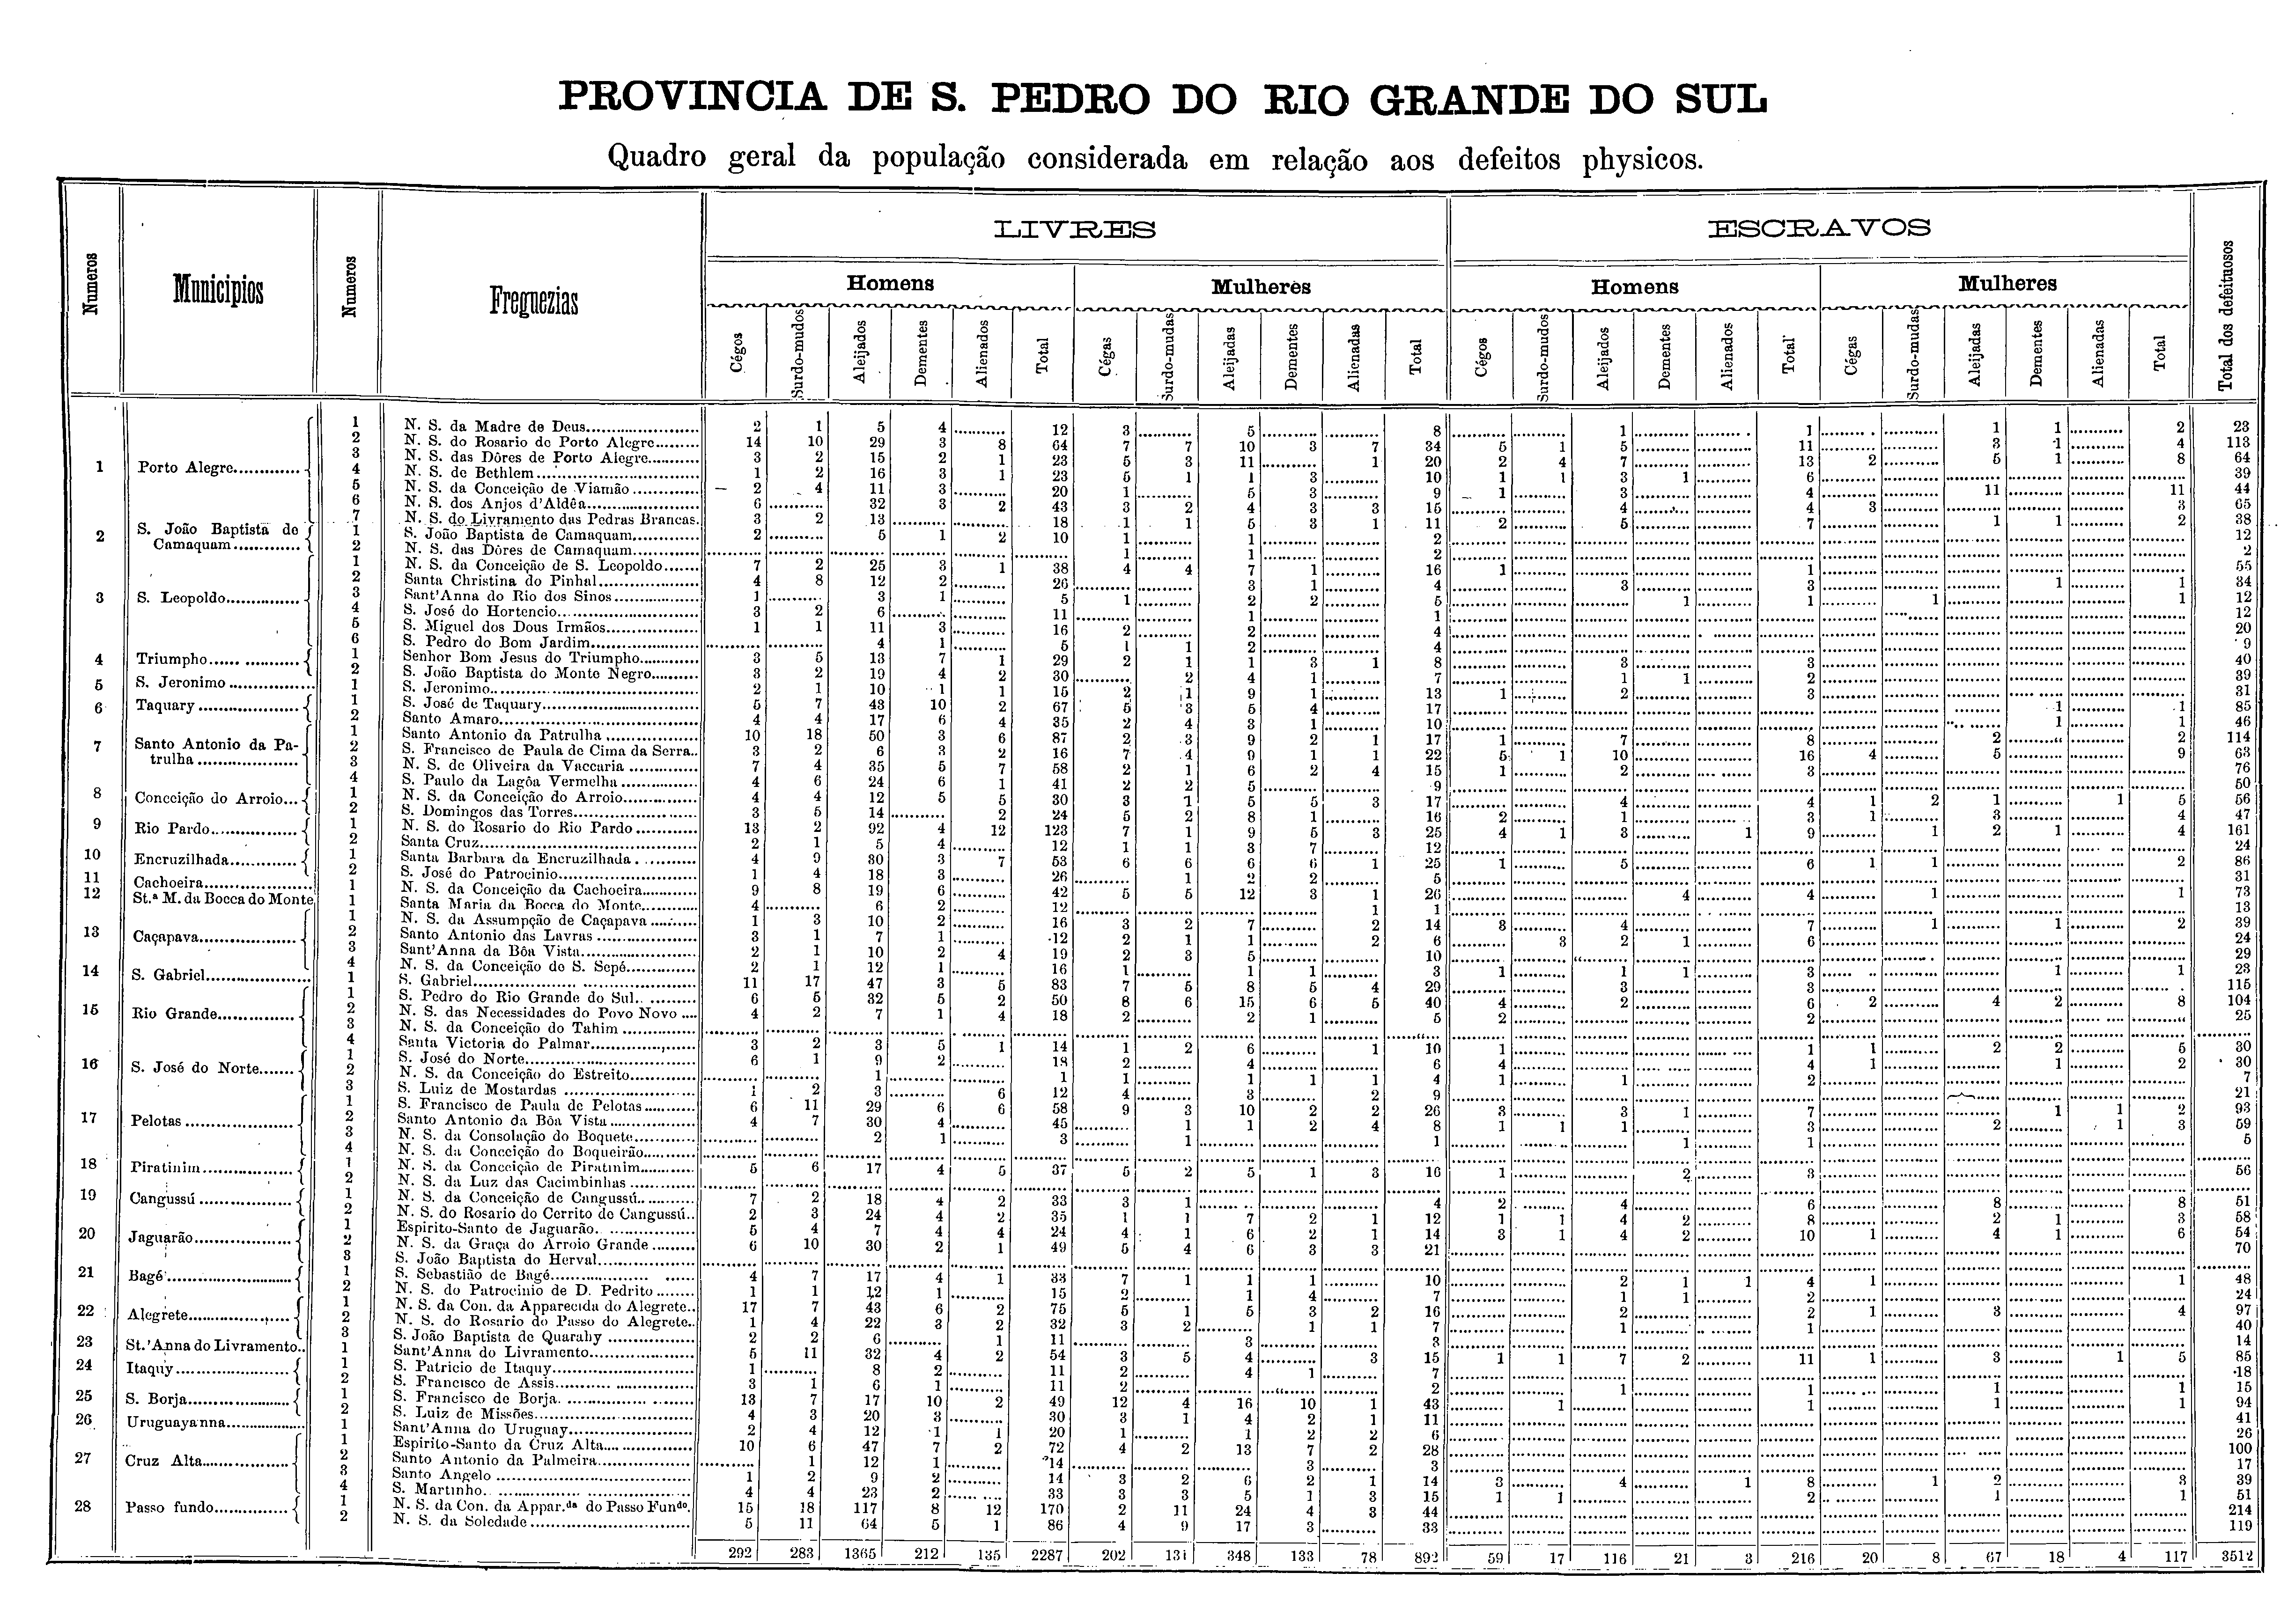 PROVINCIA DE S. PEDRO DO RIO GRANDE DO SUL
Quadro geral da população considerada em relação aos defeitos physicos.
Numeros Municipios Numeros Freguezias LIVRES ESCRAVOS Total dos defeituosos
Homens Mulheres Homens Mulheres
Cégos Surdo-mudos Aleijados Dementes Alienados Total Cégas Surdo-mudas Aleijadas Dementes Alienadas Total Cégos Surdo-mudos Aleijados Dementes Alienados Total Cégas Surdo-mudas Aleijadas Dementes Alienadas Total
1 N. S. da Madre de Deus 2 1 5 4 12 3 5 8 1 1 1 1 2 23
2 N. S. do Rosario de Porto Alegre 14 10 29 3 8 64 7 7 10 3 7 34 5 1 5 11 3 1 4 113
3 N. S. das Dôres de Porto Alegre 3 2 15 2 1 23 5 3 11 1 20 2 4 7 13 2 5 1 8 64
1 Porto Alegre 4 N. S. de Bethlem 1 2 16 3 1 23 5 1 1 3 10 1 1 3 1 6 39
5 N. S. da Conceição de Viamão 2 4 11 3 20 1 5 3 9 1 3 4 11 11 44
6 N. S. dos Anjos d'Aldêa 6 32 3 2 43 3 2 4 3 3 15 4 4 3 3 65
7 N. S. do Livramento das Pedras Brancas. 3 2 13 18 1 1 5 3 1 11 2 5 7 1 1 2 38
2 S. João Baptista de Camaquam 1 S. João Baptista de Camaquam 2 5 1 2 10 1 1 2 12
2 N. S. das Dôres de Camaquam 1 1 2 2
1 N. S. da Conceição de S. Leopoldo 7 2 25 3 1 38 4 4 7 1 16 1 1 55
2 Santa Christina do Pinhal 4 8 12 2 26 3 1 4 3 3 1 1 34
3 S. Leopoldo 3 Sant'Anna do Rio dos Sinos 1 3 1 5 1 2 2 5 1 1 1 1 12
4 S. José do Hortencio 3 2 6 11 1 1 12
5 S. Miguel dos Dous Irmãos 1 1 11 3 16 2 2 4 20
6 S. Pedro do Bom Jardim 4 1 5 1 1 2 4 9
4 Triumpho 1 Senhor Bom Jesus do Triumpho 3 5 13 7 1 29 2 1 1 3 1 8 3 3 40
2 S. João Baptista do Monte Negro 3 2 19 4 2 30 2 4 1 7 1 1 2 39
5 S. Jeronimo 1 S. Jeronimo 2 1 10 1 1 15 2 1 9 1 13 1 2 3 31
6 Taquary 1 S. José de Taquary 5 7 43 10 2 67 5 3 5 4 17 1 1 85
2 Santo Amaro 4 4 17 6 4 35 2 4 3 1 10 1 1 46
7 Santo Antonio da Patrulha 1 Santo Antonio da Patrulha 10 18 50 3 6 87 2 3 9 2 1 17 1 7 8 2 2 114
2 S. Francisco de Paula de Cima da Serra 3 2 6 3 2 16 7 4 9 1 1 22 5 1 10 16 4 5 9 63
3 N. S. de Oliveira da Vaccaria 7 4 35 5 7 58 2 1 6 2 4 15 1 2 3 76
4 S. Paulo da Lagôa Vermelha 4 6 24 6 1 41 2 2 5 9 50
8 Conceição do Arroio 1 N. S. da Conceição do Arroio 4 4 12 5 5 30 3 1 5 5 3 17 4 4 1 2 1 1 5 56
2 S. Domingos das Torres 3 5 14 2 24 5 2 8 1 16 2 1 3 1 3 4 47
9 Rio Pardo 1 N. S. do Rosario do Rio Pardo 13 2 92 4 12 123 7 1 9 5 3 25 4 1 3 1 9 1 2 1 4 161
2 Santa Cruz 2 1 5 4 12 1 1 3 7 12 24
10 Encruzilhada 1 Santa Barbara da Encruzilhada 4 9 30 3 7 53 6 6 6 6 1 25 1 5 6 1 1 2 86
2 S. José do Patrocinio 1 4 18 3 26 1 2 2 5 31
11 Cachoeira 1 N. S. da Conceição da Cachoeira 9 8 19 6 42 5 5 12 3 1 26 4 4 1 1 73
12 St.ª M. da Bocca do Monte 1 Santa Maria da Bocca do Monte 4 6 2 12 1 1 13
1 N. S. da Assumpção de Caçapava 1 3 10 2 16 3 2 7 2 14 3 4 7 1 1 2 39
13 Caçapava 2 Santo Antonio das Lavras 3 1 7 1 12 2 1 1 2 6 3 2 1 6 24
3 Sant'Anna da Bôa Vista 2 1 10 2 4 19 2 3 5 10 29
4 N. S. da Conceição de S. Sepé 2 1 12 1 16 1 1 1 3 1 1 1 3 1 1 23
14 S. Gabriel 1 S. Gabriel 11 17 47 3 5 83 7 5 8 5 4 29 3 3 115
1 S. Pedro do Rio Grande do Sul 6 5 32 5 2 50 8 6 15 6 5 40 4 2 6 2 4 2 8 104
15 Rio Grande 2 N. S. das Necessidades do Povo Novo 4 2 7 1 4 18 2 2 1 5 2 2 25
3 N. S. da Conceição do Tahim
4 Santa Victoria do Palmar 3 2 3 5 1 14 1 2 6 1 10 1 1 1 2 2 5 30
16 S. José do Norte 1 S. José do Norte 6 1 9 2 18 2 4 6 4 4 1 1 2 30
2 N. S. da Conceição do Estreito 1 1 1 1 1 1 4 1 1 2 7
3 S. Luiz de Mostardas 1 2 3 6 12 4 3 2 9 21
1 S. Francisco de Paula de Pelotas 6 11 29 6 6 58 9 3 10 2 2 26 3 3 1 7 1 1 2 93
17 Pelotas 2 Santo Antonio da Bôa Vista 4 7 30 4 45 1 1 2 4 8 1 1 1 3 2 1 3 59
3 N. S. da Consolação do Boquete 2 1 3 1 1 1 1 5
4 N. S. da Conceição do Boqueirão
18 Piratinim 1 N. S. da Conceição de Piratinim 5 6 17 4 5 37 5 2 5 1 3 16 1 2 3 56
2 N. S. da Luz das Cacimbinhas
19 Cangussú 1 N. S. da Conceição de Cangussú 7 2 18 4 2 33 3 1 4 2 4 6 8 8 51
2 N. S. do Rosario do Cerrito de Cangussú 2 3 24 4 2 35 1 1 7 2 1 12 1 1 4 2 8 2 1 3 58
20 Jaguarão 1 Espirito-Santo de Jaguarão 5 4 7 4 4 24 4 1 6 2 1 14 3 1 4 2 10 1 4 1 6 54
2 N. S. da Graça do Arroio Grande 6 10 30 2 1 49 5 4 6 3 3 21 70
3 S. João Baptista do Herval
21 Bagé 1 S. Sebastião de Bagé 4 7 17 4 1 33 7 1 1 1 10 2 1 1 4 1 1 48
2 N. S. do Patrocinio de D. Pedrito 1 1 12 1 15 2 1 4 7 1 1 2 24
22 Alegrete 1 N. S. da Con. da Apparecida do Alegrete 17 7 43 6 2 75 5 1 5 3 2 16 2 2 1 3 4 97
2 N. S. do Rosario do Passo do Alegrete 1 4 22 3 2 32 3 2 1 1 7 1 1 40
3 S. João Baptista de Quarahy 2 2 6 1 11 3 3 14
23 St.'Anna do Livramento 1 Sant'Anna do Livramento 5 11 32 4 2 54 3 5 4 3 15 1 1 7 2 11 1 3 1 5 85
24 Itaquy 1 S. Patricio de Itaquy 1 8 2 11 2 4 1 7 18
2 S. Francisco de Assis 3 1 6 1 11 2 2 1 1 1 1 15
25 S. Borja 1 S. Francisco de Borja 13 7 17 10 2 49 12 4 16 10 1 43 1 1 1 1 94
2 S. Luiz de Missões 4 3 20 3 30 3 1 4 2 1 11 41
26 Uruguayanna 1 Sant'Anna do Uruguay 2 4 12 1 1 20 1 1 2 2 6 26
1 Espirito-Santo da Cruz Alta 10 6 47 7 2 72 4 2 13 7 2 28 100
27 Cruz Alta 2 Santo Antonio da Palmeira 1 12 1 14 3 3 17
3 Santo Angelo 1 2 9 2 14 3 2 6 2 1 14 3 4 1 8 1 2 3 39
4 S. Martinho 4 4 23 2 33 3 3 5 1 3 15 1 1 2 1 1 51
28 Passo fundo 1 N. S. da Con. da Appar.da do Passo Fundo. 15 18 117 8 12 170 2 11 24 4 3 44 214
2 N. S. da Soledade 5 11 64 5 1 86 4 9 17 3 33 119
292 283 1365 212 135 2287 202 131 348 133 78 892 59 17 116 21 3 216 20 8 67 18 4 117 3512